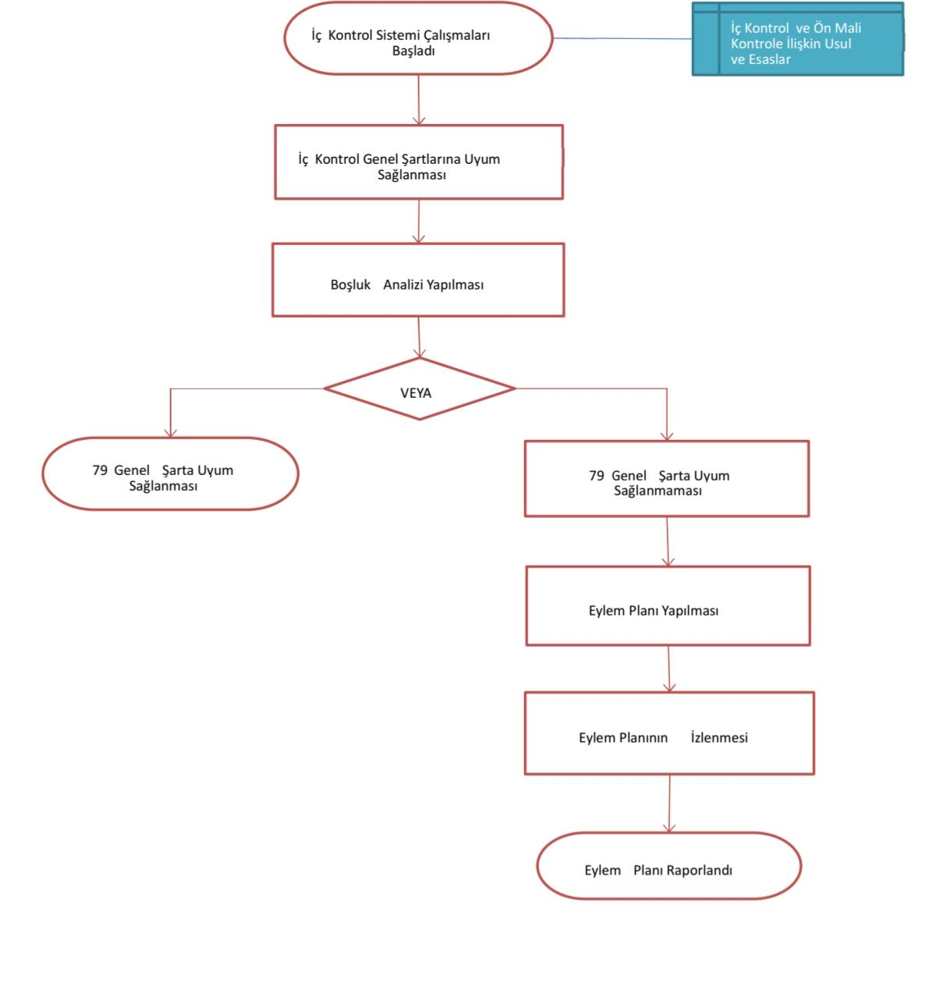 İç Kontrol Sistemi Çalışmaları
Başladı
İç Kontrol ve Ön Mali
Kontrole İlişkin Usul
ve Esaslar
İç Kontrol Genel Şartlarına Uyum
Sağlanması
Boşluk Analizi Yapılması
VEYA
79 Genel Şarta Uyum
Sağlanması
79 Genel Şarta Uyum
Sağlanmaması
Eylem Planı Yapılması
Eylem Planının İzlenmesi
Eylem Planı Raporlandı